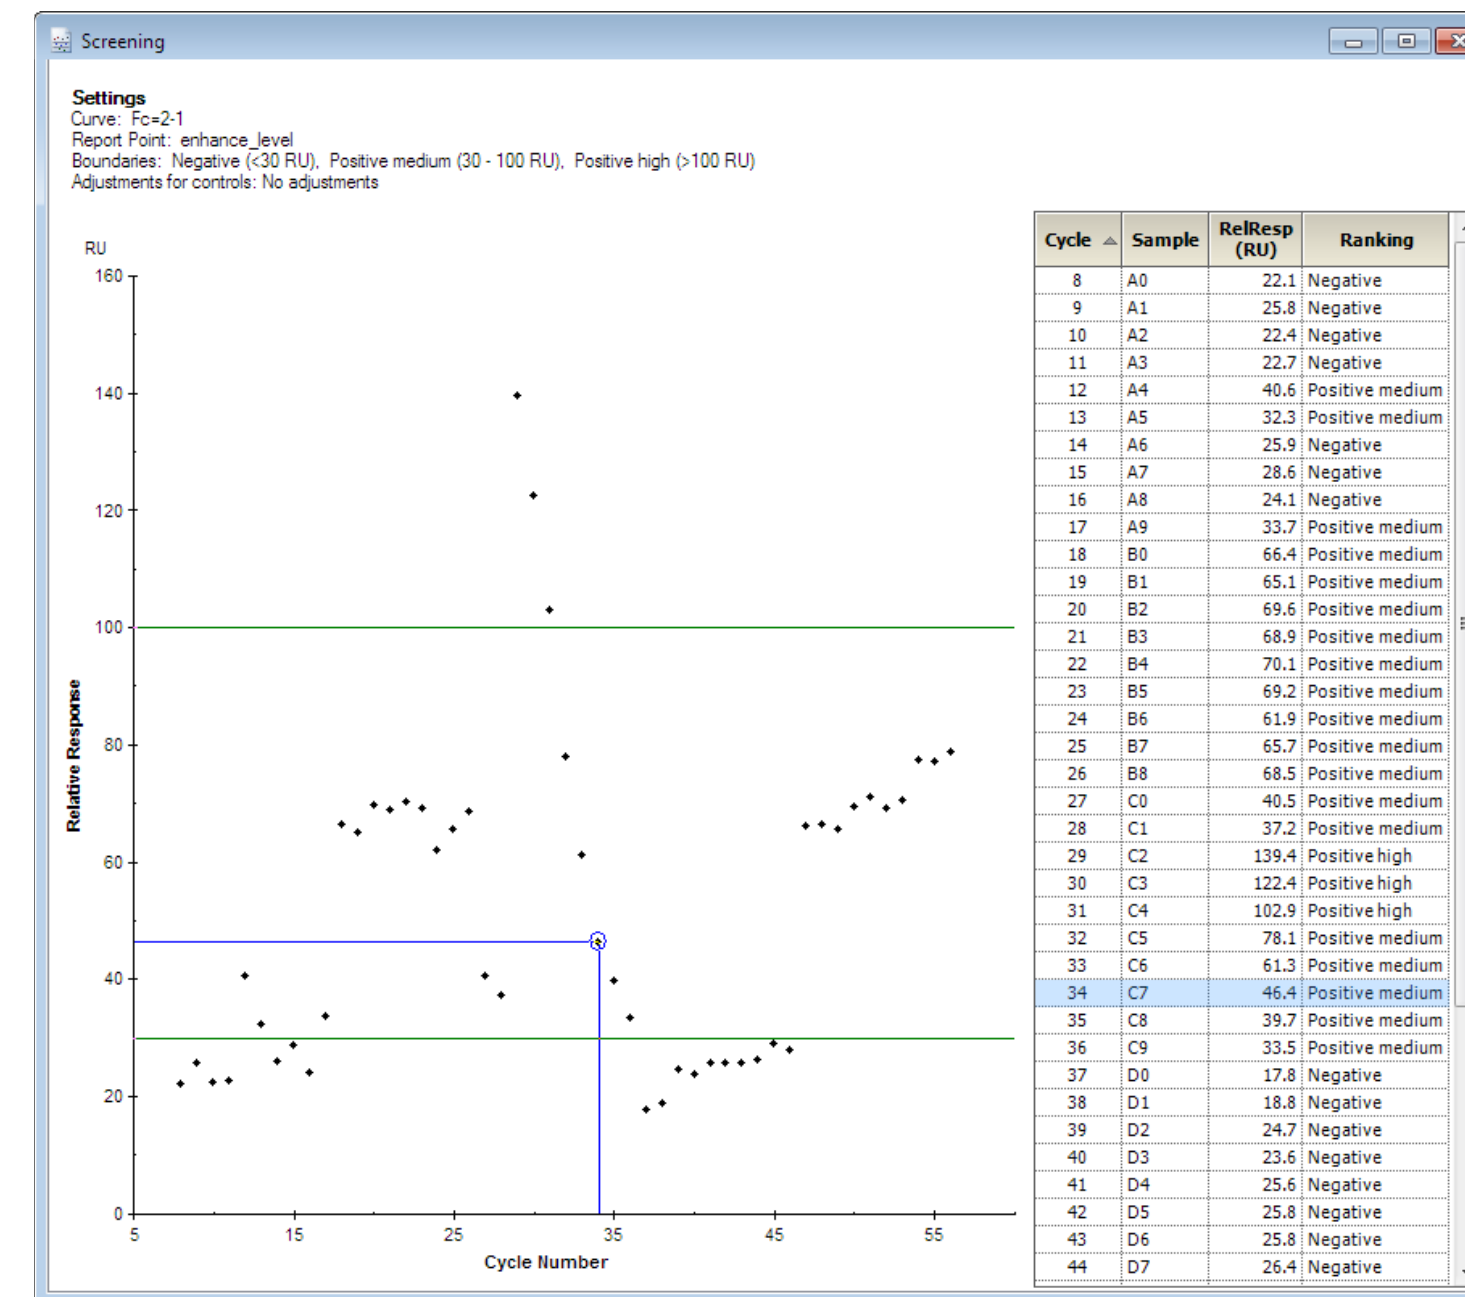 Screening
Settings
Curve: Fc=2-1
Report Point: enhance_level
Boundaries: Negative (<30 RU), Positive medium (30 - 100 RU), Positive high (>100 RU)
Adjustments for controls: No adjustments
RU
160
140
120
100
80
60
40
20
0
5 15 25 35 45 55
Relative Response
Cycle Number
Cycle Sample RelResp (RU) Ranking
8 A0 22.1 Negative
9 A1 25.8 Negative
10 A2 22.4 Negative
11 A3 22.7 Negative
12 A4 40.6 Positive medium
13 A5 32.3 Positive medium
14 A6 25.9 Negative
15 A7 28.6 Negative
16 A8 24.1 Negative
17 A9 33.7 Positive medium
18 B0 66.4 Positive medium
19 B1 65.1 Positive medium
20 B2 69.6 Positive medium
21 B3 68.9 Positive medium
22 B4 70.1 Positive medium
23 B5 69.2 Positive medium
24 B6 61.9 Positive medium
25 B7 65.7 Positive medium
26 B8 68.5 Positive medium
27 C0 40.5 Positive medium
28 C1 37.2 Positive medium
29 C2 139.4 Positive high
30 C3 122.4 Positive high
31 C4 102.9 Positive high
32 C5 78.1 Positive medium
33 C6 61.3 Positive medium
34 C7 46.4 Positive medium
35 C8 39.7 Positive medium
36 C9 33.5 Positive medium
37 D0 17.8 Negative
38 D1 18.8 Negative
39 D2 24.7 Negative
40 D3 23.6 Negative
41 D4 25.6 Negative
42 D5 25.8 Negative
43 D6 25.8 Negative
44 D7 26.4 Negative